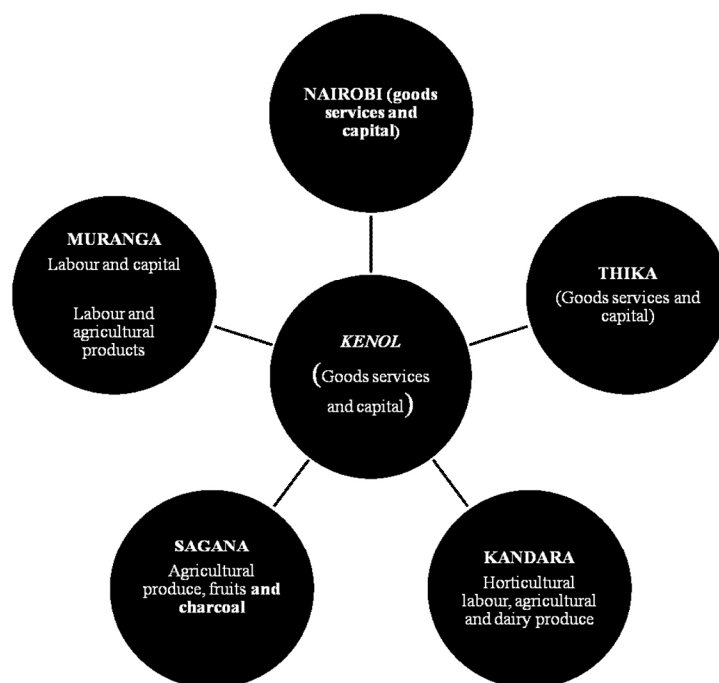 NAIROBI (goods
services and
capital)
MURANGA
Labour and capital
Labour and
agricultural
products
THIKA
(Goods services and
capital)
KENOL
(Goods services
and capital)
SAGANA
Agricultural
produce, fruits and
charcoal
KANDARA
Horticultural
labour, agricultural
and dairy produce